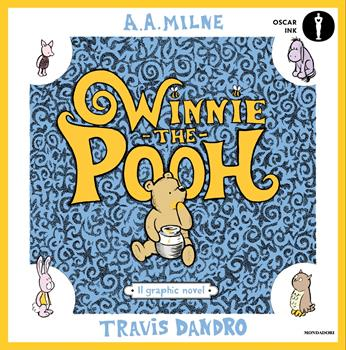 A.A.MILNE
OSCAR
INK
WINNIE
-THE-
POOH
Il graphic novel
TRAVIS DANDRO
MONDADORI